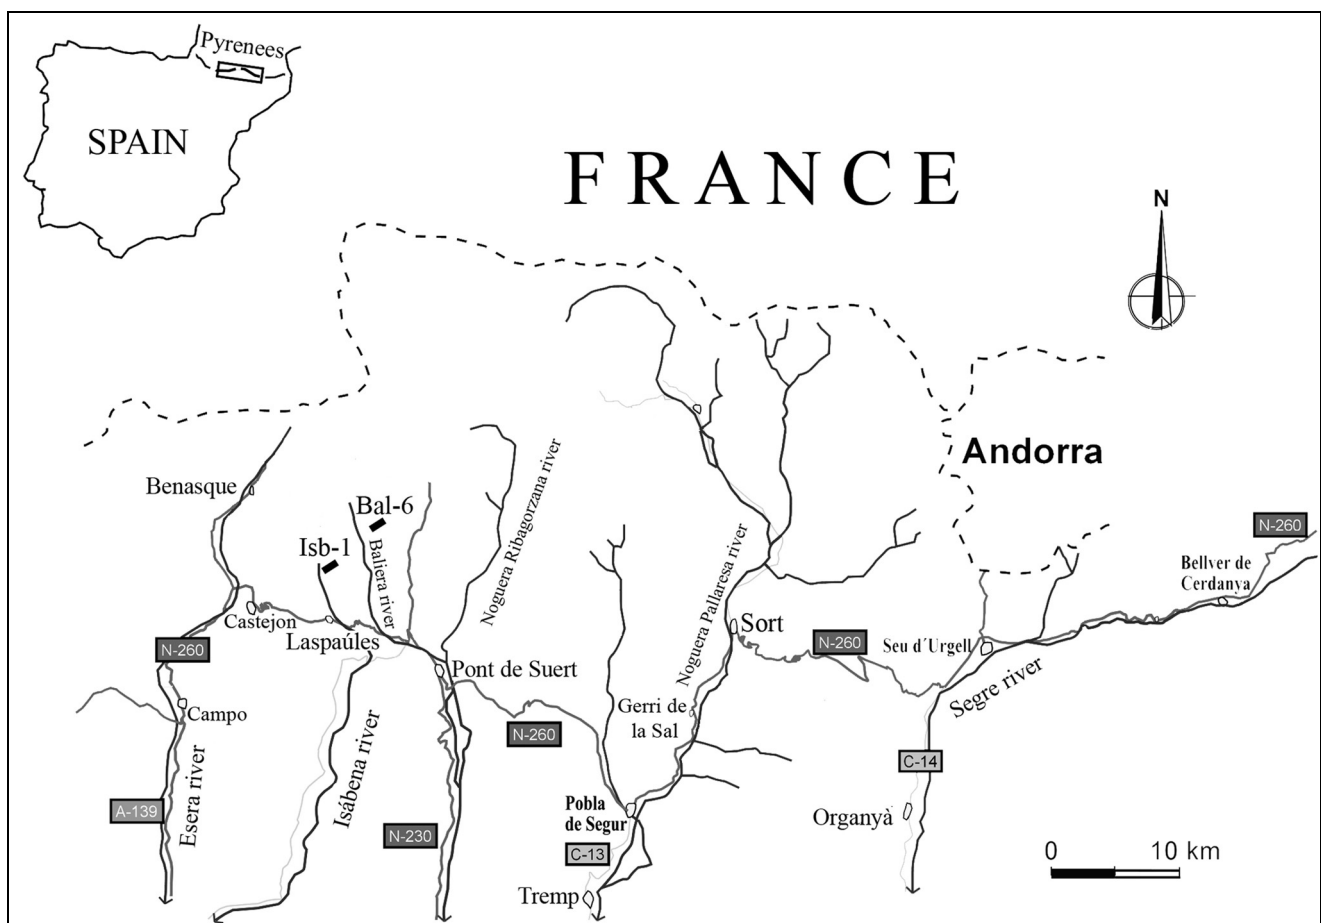 Pyrenees
SPAIN
FRANCE
N
Andorra
Benasque
Bal-6
Isb-1
Baliera river
Noguera Ribagorzana river
Noguera Pallaresa river
N-260
Bellver de
Cerdanya
Castejon
Laspaúles
Sort
N-260
N-260
Seu d´Urgell
Pont de Suert
Segre river
Campo
Gerri de
la Sal
N-260
Esera river
Isábena river
C-14
A-139
N-230
Pobla
de Segur
Organyà
C-13
Tremp
0 10 km